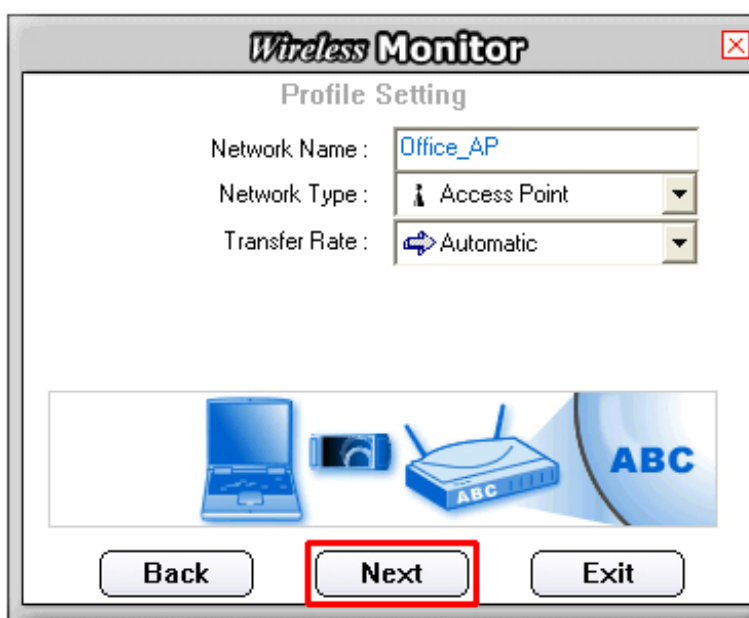 Wireless Monitor
Profile Setting
Network Name : Office_AP
Network Type : Access Point
Transfer Rate : Automatic
ABC
ABC
Back Next Exit